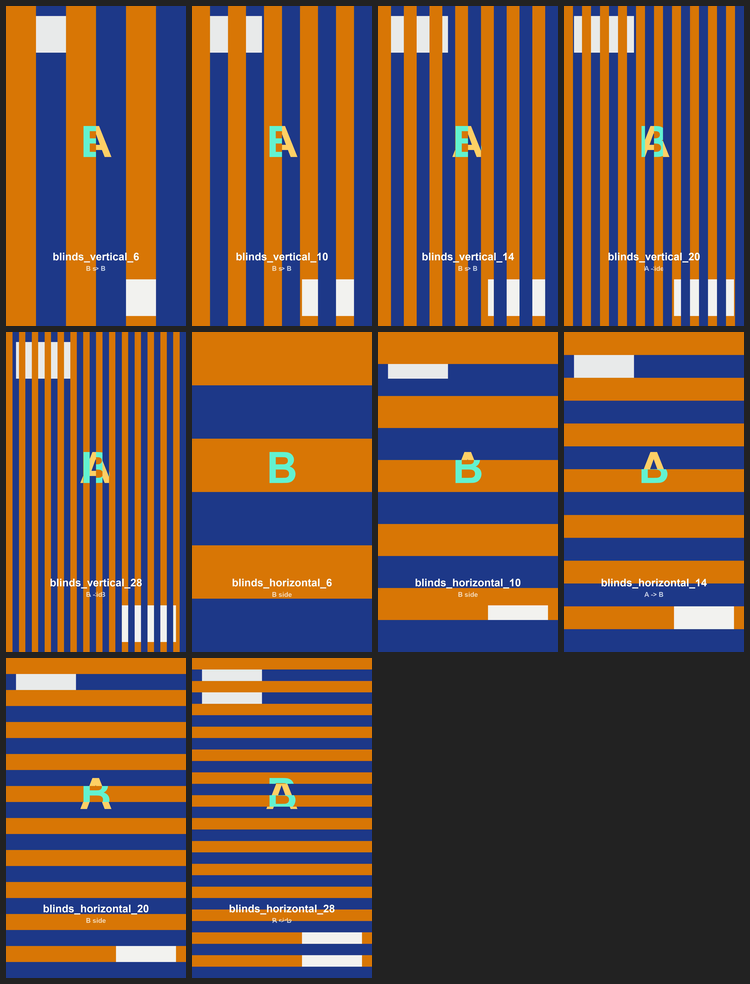 blinds_vertical_6
B s> B
blinds_vertical_10
B s> B
blinds_vertical_14
B s> B
blinds_vertical_20
blinds_vertical_28
B
blinds_horizontal_6
B side
B
blinds_horizontal_10
B side
blinds_horizontal_14
A -> B
blinds_horizontal_20
B side
blinds_horizontal_28